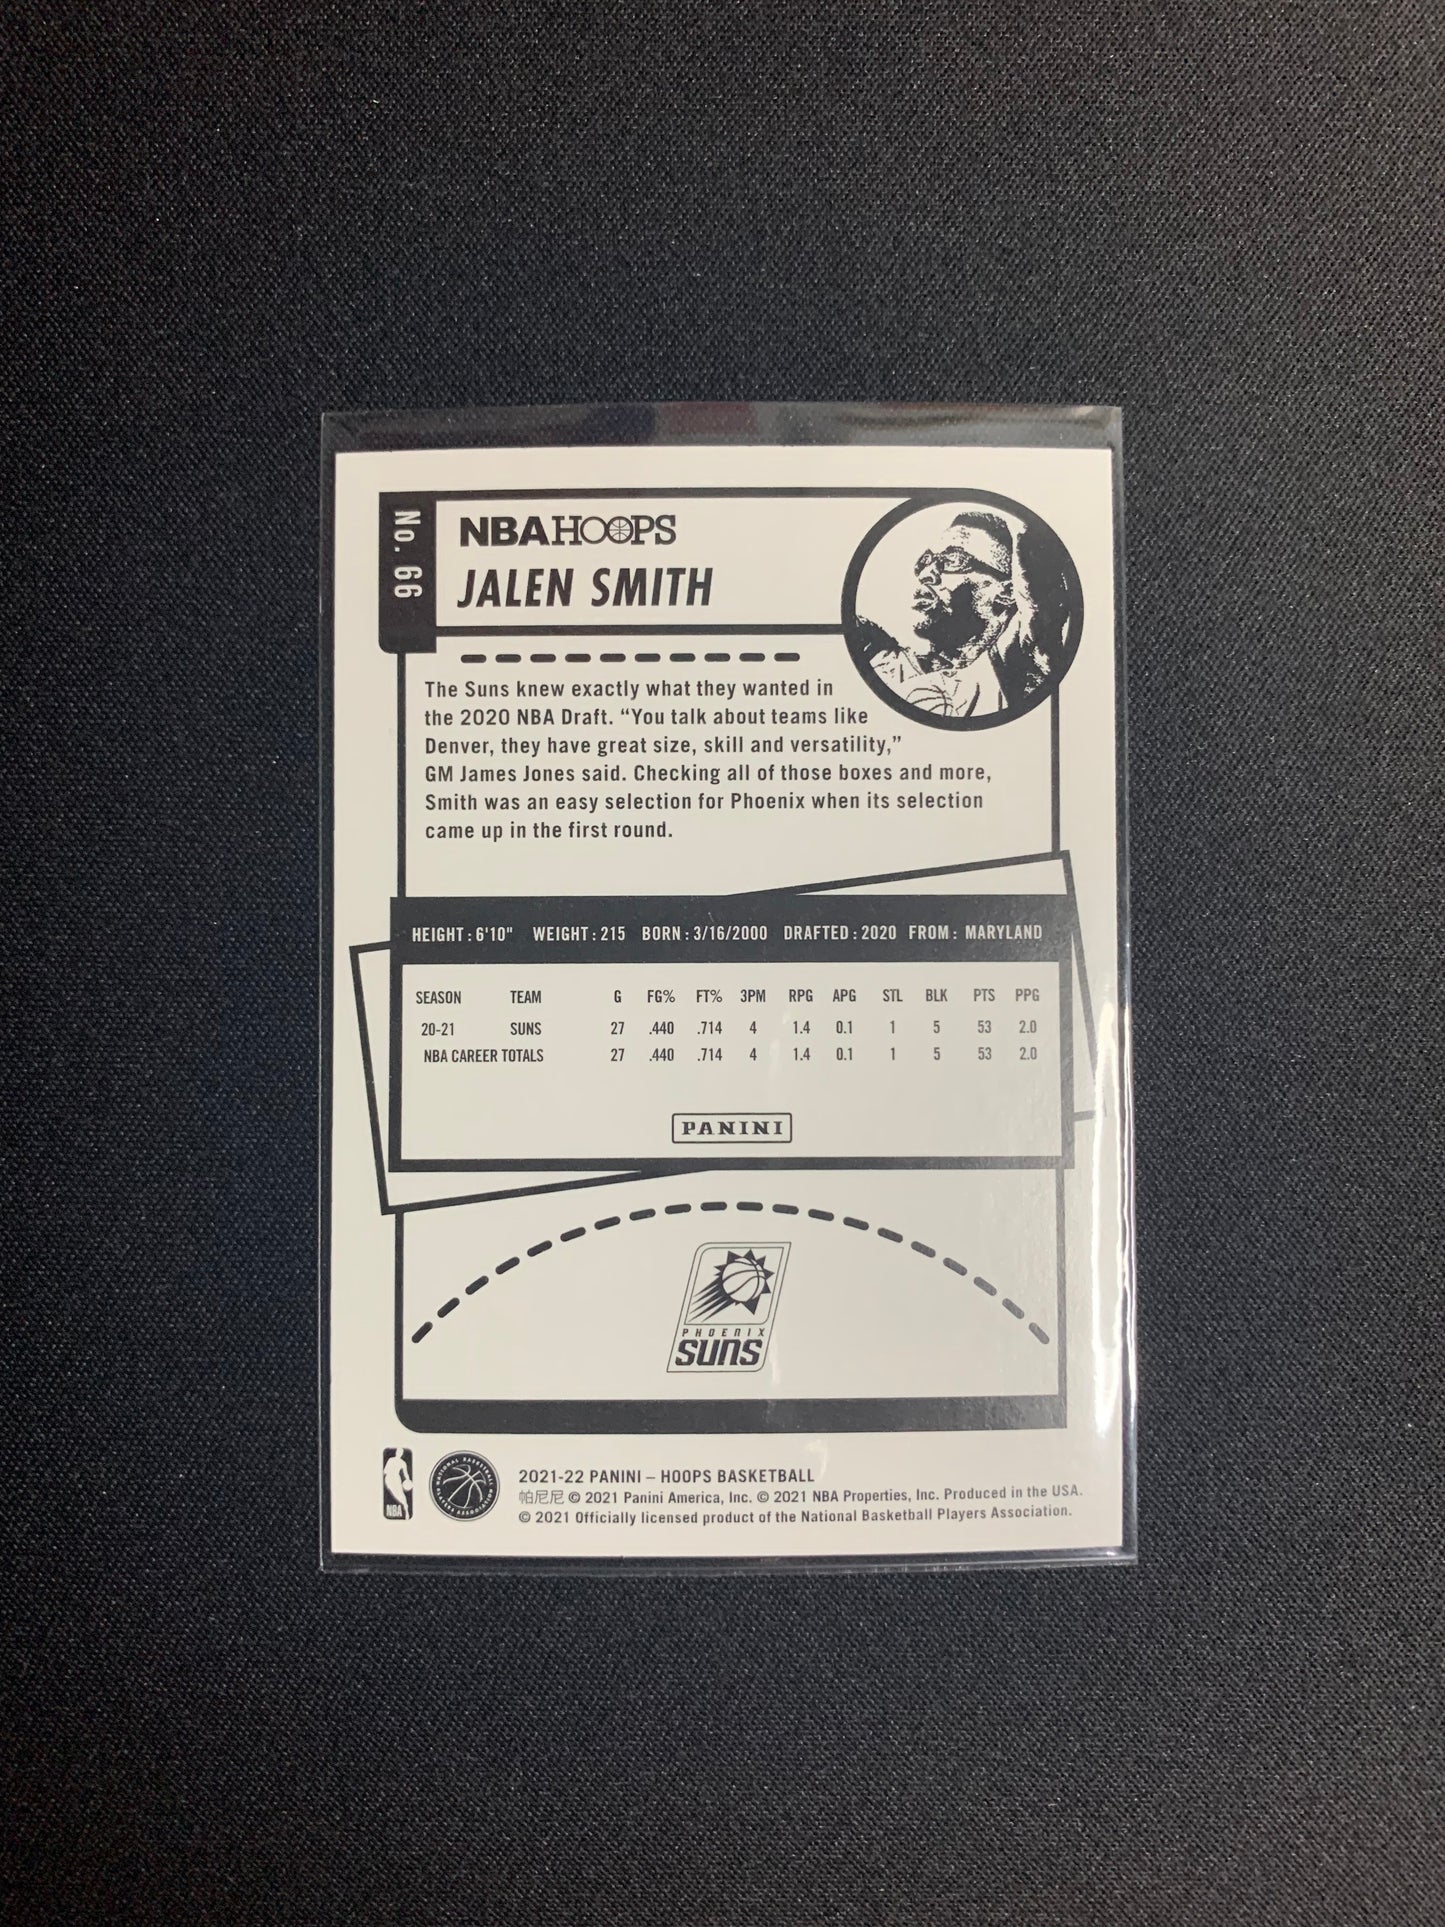 No. 66
NBA HOOPS
JALEN SMITH
The Suns knew exactly what they wanted in
the 2020 NBA Draft. “You talk about teams like
Denver, they have great size, skill and versatility,”
GM James Jones said. Checking all of those boxes and more,
Smith was an easy selection for Phoenix when its selection
came up in the first round.
HEIGHT: 6'10" WEIGHT: 215 BORN: 3/16/2000 DRAFTED: 2020 FROM: MARYLAND
SEASON TEAM G FG% FT% 3PM RPG APG STL BLK PTS PPG
20-21 SUNS 27 .440 .714 4 1.4 0.1 1 5 53 2.0
NBA CAREER TOTALS 27 .440 .714 4 1.4 0.1 1 5 53 2.0
PANINI
PHOENIX
SUNS
NBA
NATIONAL BASKETBALL PLAYERS ASSOCIATION
2021-22 PANINI – HOOPS BASKETBALL
帕尼尼 © 2021 Panini America, Inc. © 2021 NBA Properties, Inc. Produced in the USA.
© 2021 Officially licensed product of the National Basketball Players Association.